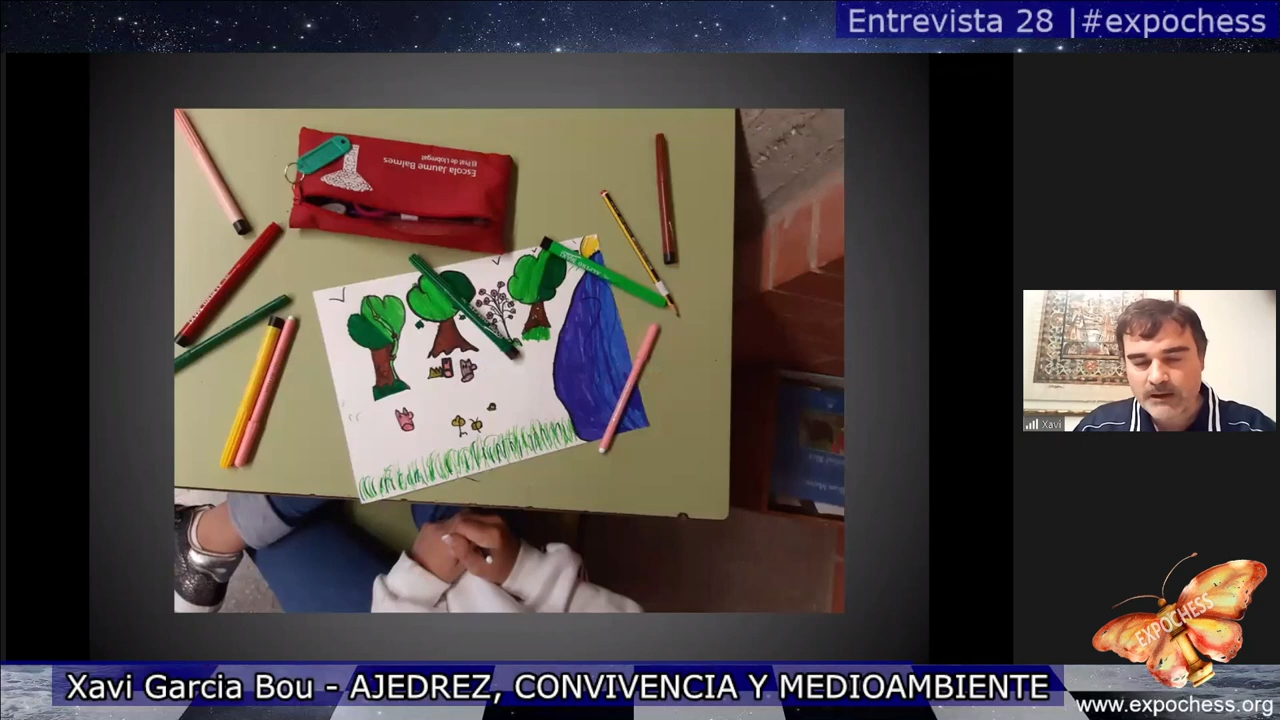 Entrevista 28 | #expochess
Escola Jaume Balmes
El Prat de Llobregat
Xavi
EXPOCHESS
Xavi Garcia Bou - AJEDREZ, CONVIVENCIA Y MEDIOAMBIENTE
www.expochess.org